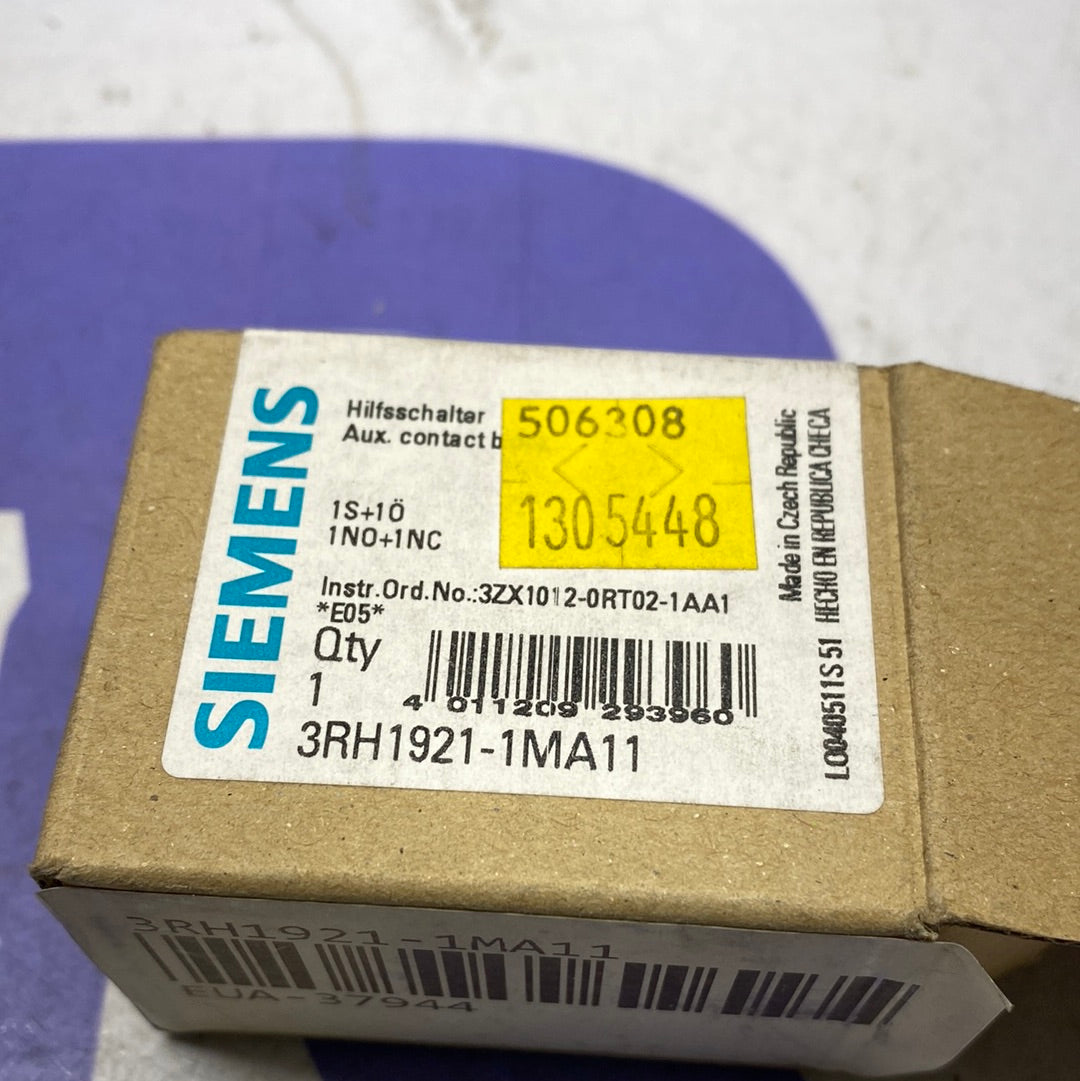 SIEMENS
Hilfsschalter
Aux. contact b
506308
1305448
1S+1Ö
1NO+1NC
Instr.Ord.No.:3ZX1012-0RT02-1AA1
*E05*
Qty
1
4 011209 293960
3RH1921-1MA11
Made in Czech Republic
HECHO EN REPUBLICA CHECA
L0040511S 51
3RH1921-1MA11
EUA-37944